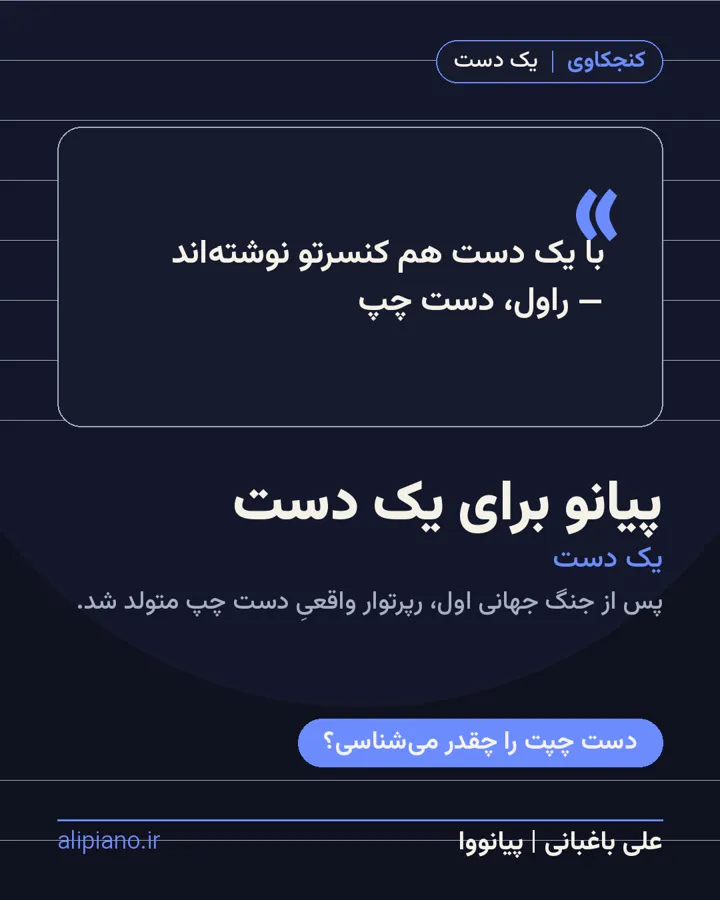 کنجکاوی | یک دست
«
با یک دست هم کنسرتو نوشته‌اند
— راول، دست چپ
پیانو برای یک دست
یک دست
پس از جنگ جهانی اول، رپرتوار واقعیِ دست چپ متولد شد.
دست چپت را چقدر می‌شناسی؟
علی باغبانی | پیانووا
alipiano.ir